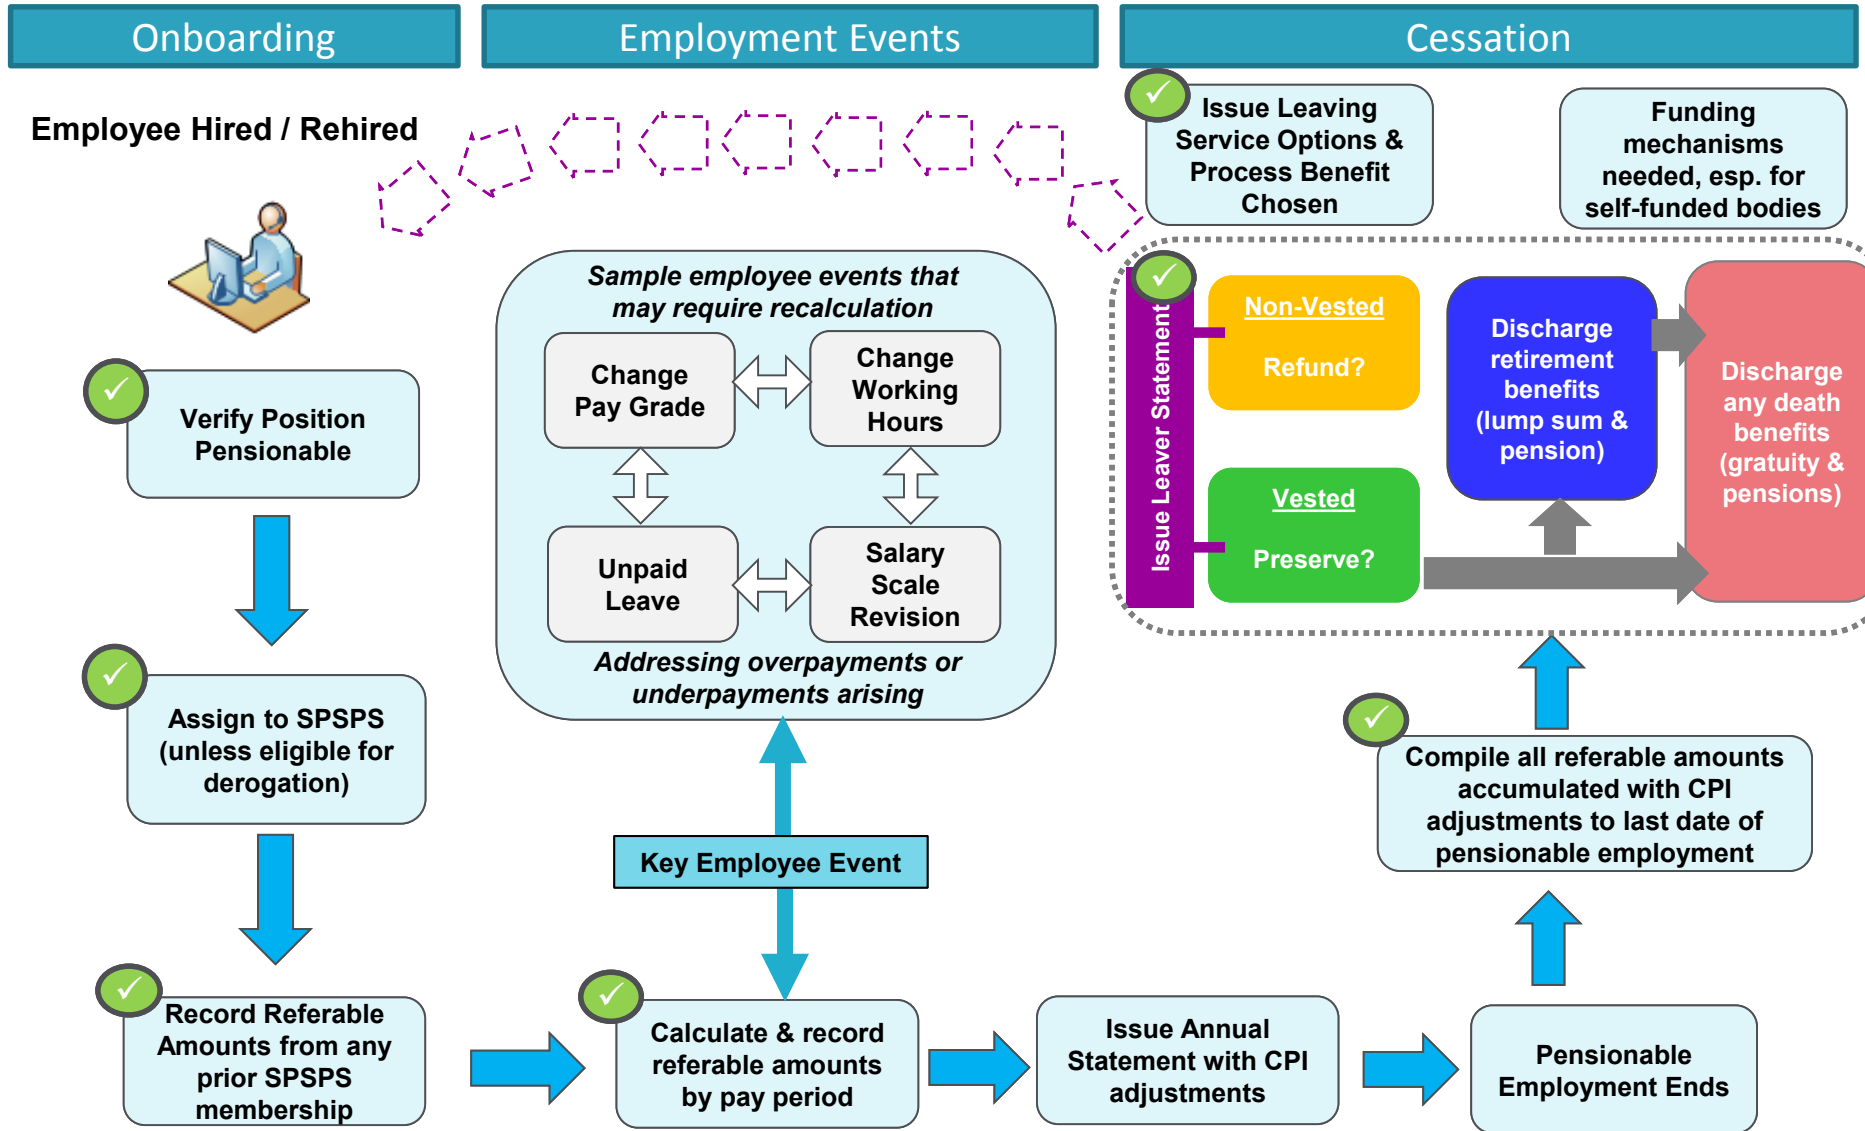 Onboarding
Employment Events
Cessation
Employee Hired / Rehired
Verify Position
Pensionable
Assign to SPSPS
(unless eligible for
derogation)
Record Referable
Amounts from any
prior SPSPS
membership
Sample employee events that
may require recalculation
Change
Pay Grade
Change
Working
Hours
Unpaid
Leave
Salary
Scale
Revision
Addressing overpayments or
underpayments arising
Key Employee Event
Calculate & record
referable amounts
by pay period
Issue Annual
Statement with CPI
adjustments
Pensionable
Employment Ends
Compile all referable amounts
accumulated with CPI
adjustments to last date of
pensionable employment
Issue Leaving
Service Options &
Process Benefit
Chosen
Funding
mechanisms
needed, esp. for
self-funded bodies
Issue Leaver Statement
Non-Vested
Refund?
Vested
Preserve?
Discharge
retirement
benefits
(lump sum &
pension)
Discharge
any death
benefits
(gratuity &
pensions)